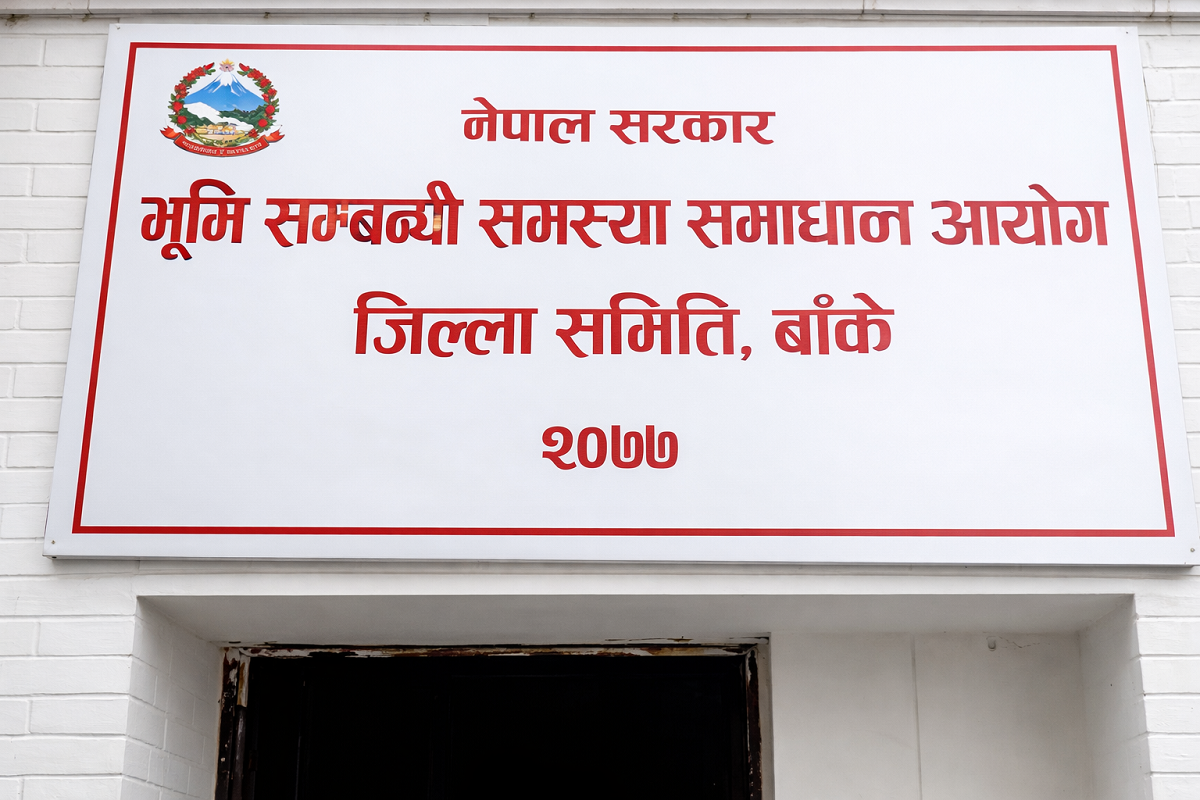 नेपाल सरकार
भूमि सम्बन्धी समस्या समाधान आयोग
जिल्ला समिति, बाँके
२०७७